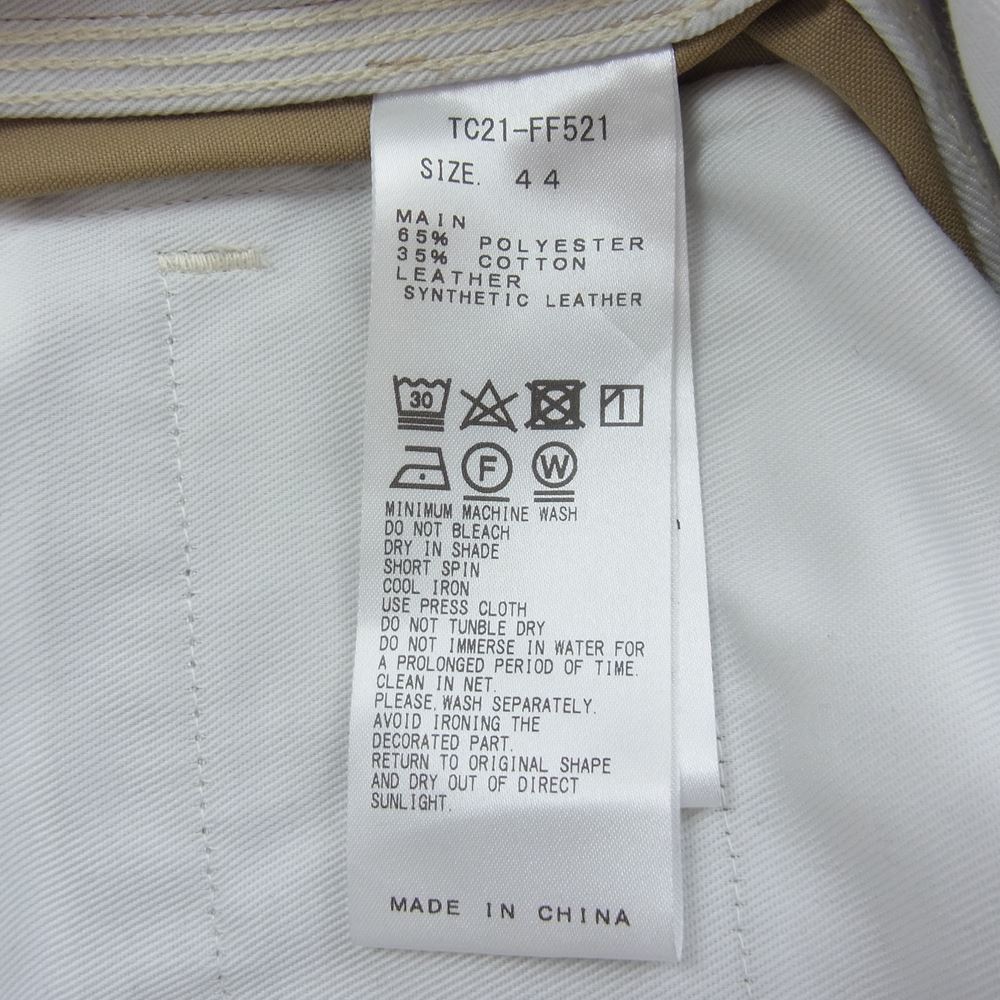 TC21-FF521
SIZE. 44
MAIN
65% POLYESTER
35% COTTON
LEATHER
SYNTHETIC LEATHER
30
F W
MINIMUM MACHINE WASH
DO NOT BLEACH
DRY IN SHADE
SHORT SPIN
COOL IRON
USE PRESS CLOTH
DO NOT TUNBLE DRY
DO NOT IMMERSE IN WATER FOR
A PROLONGED PERIOD OF TIME.
CLEAN IN NET.
PLEASE, WASH SEPARATELY.
AVOID IRONING THE
DECORATED PART.
RETURN TO ORIGINAL SHAPE
AND DRY OUT OF DIRECT
SUNLIGHT.
MADE IN CHINA